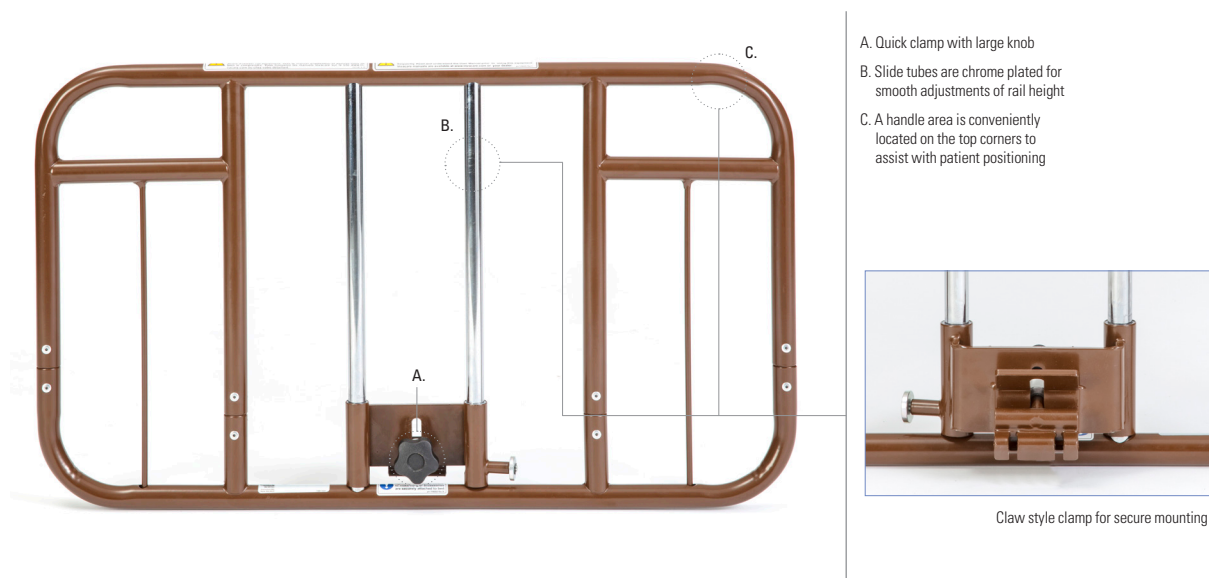 A.
B.
C.
A. Quick clamp with large knob
B. Slide tubes are chrome plated for
smooth adjustments of rail height
C. A handle area is conveniently
located on the top corners to
assist with patient positioning
Claw style clamp for secure mounting